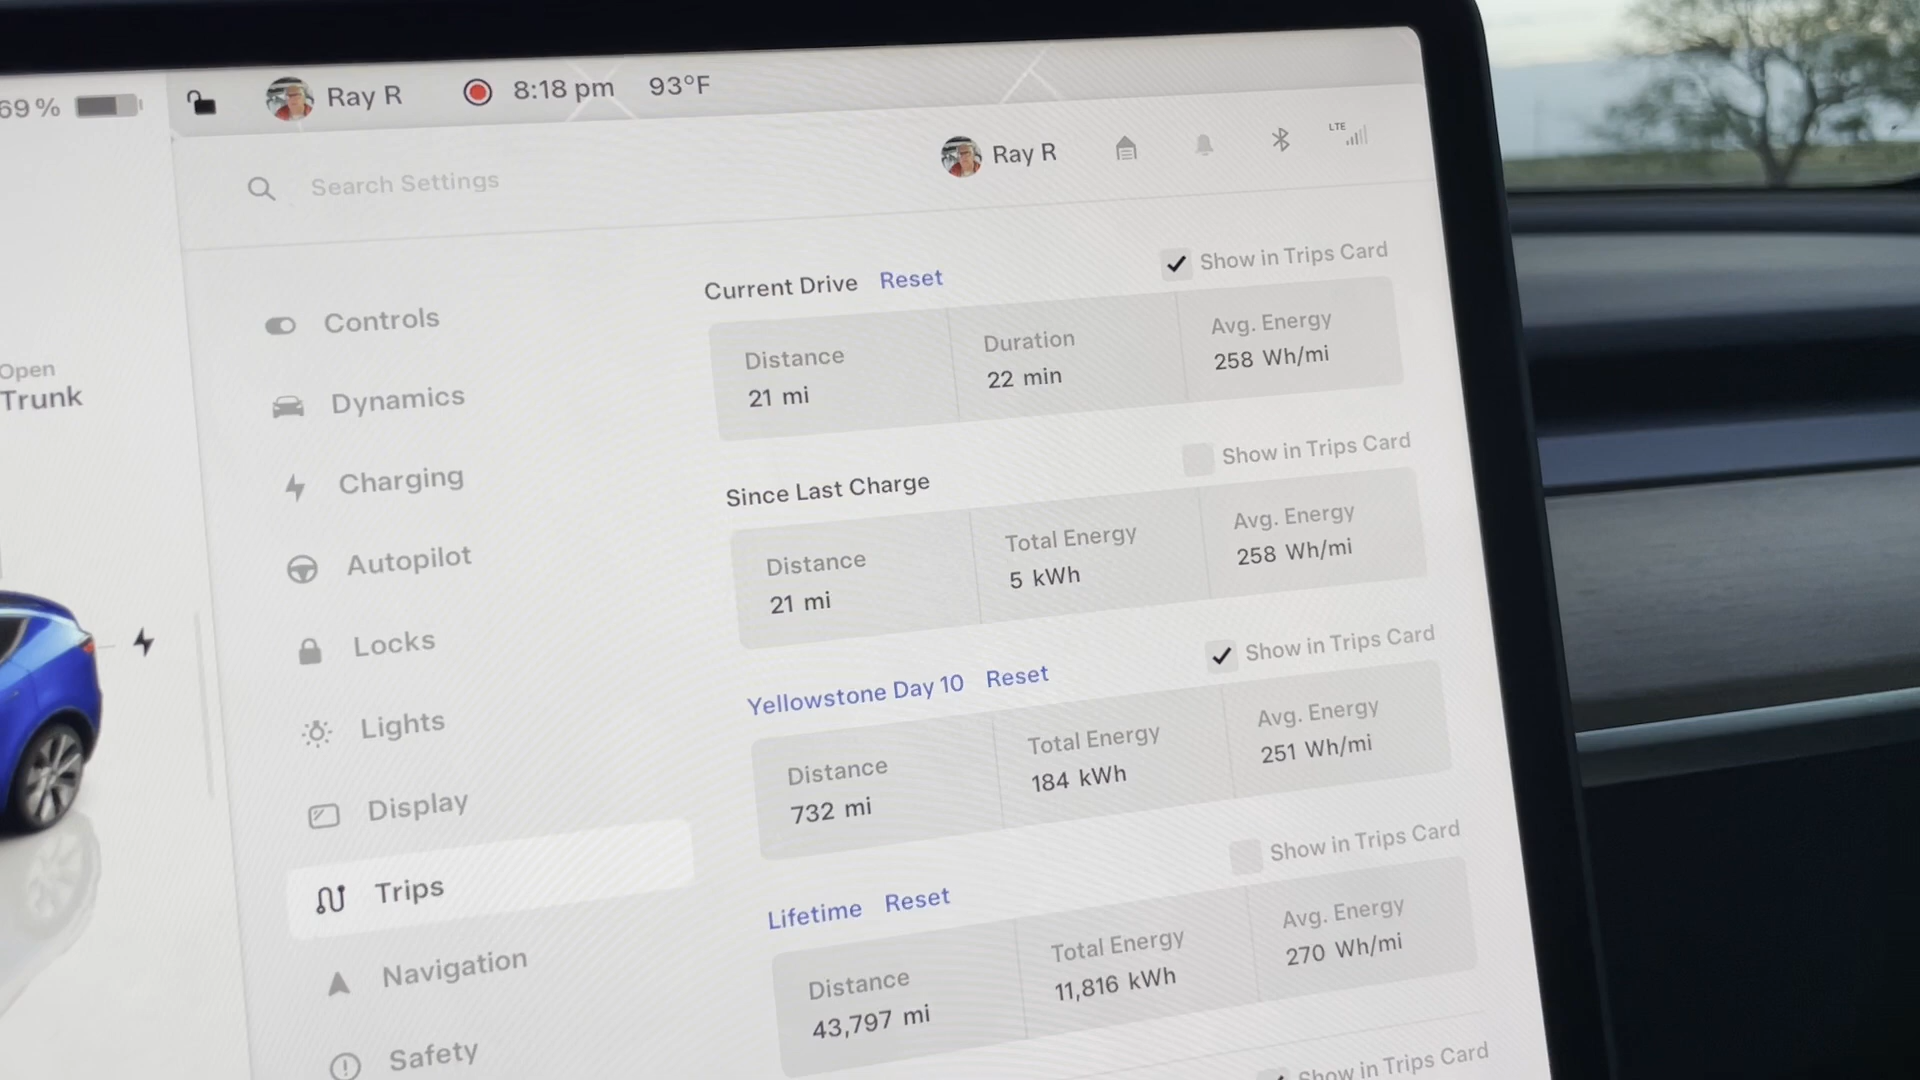 69%
Ray R
8:18 pm
93°F
Search Settings
Ray R
LTE
Open
Trunk
Controls
Dynamics
Charging
Autopilot
Locks
Lights
Display
Trips
Navigation
Safety
Current Drive Reset
Show in Trips Card
Distance
21 mi
Duration
22 min
Avg. Energy
258 Wh/mi
Since Last Charge
Show in Trips Card
Distance
21 mi
Total Energy
5 kWh
Avg. Energy
258 Wh/mi
Yellowstone Day 10 Reset
Show in Trips Card
Distance
732 mi
Total Energy
184 kWh
Avg. Energy
251 Wh/mi
Lifetime Reset
Show in Trips Card
Distance
43,797 mi
Total Energy
11,816 kWh
Avg. Energy
270 Wh/mi
Show in Trips Card